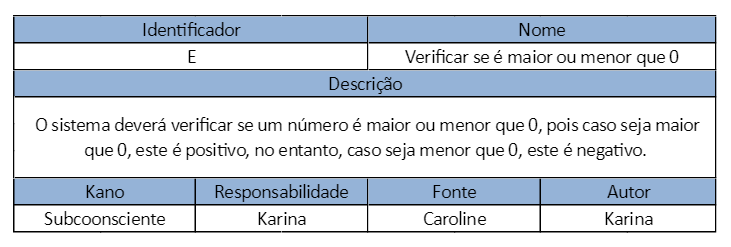 Identificador Nome
E Verificar se é maior ou menor que 0
Descrição
O sistema deverá verificar se um número é maior ou menor que 0, pois caso seja maior
que 0, este é positivo, no entanto, caso seja menor que 0, este é negativo.
Kano Responsabilidade Fonte Autor
Subcoonsciente Karina Caroline Karina